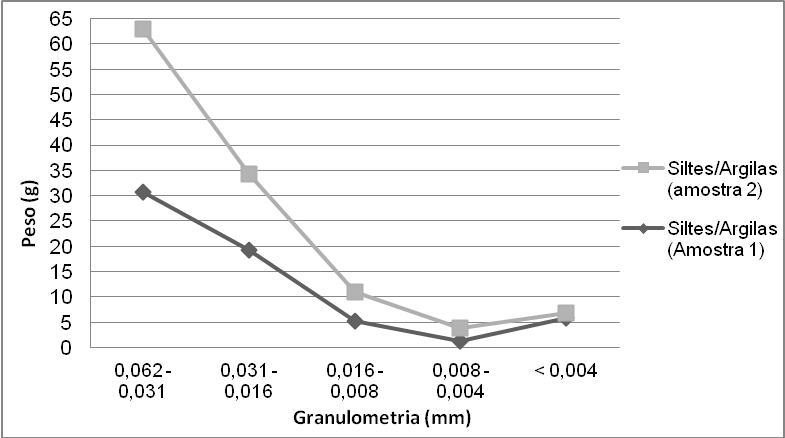 65
60
55
50
45
40
35
30
25
20
15
10
5
0
Peso (g)
0,062- 0,031- 0,016- 0,008- < 0,004
0,031 0,016 0,008 0,004
Granulometria (mm)
Siltes/Argilas
(amostra 2)
Siltes/Argilas
(Amostra 1)